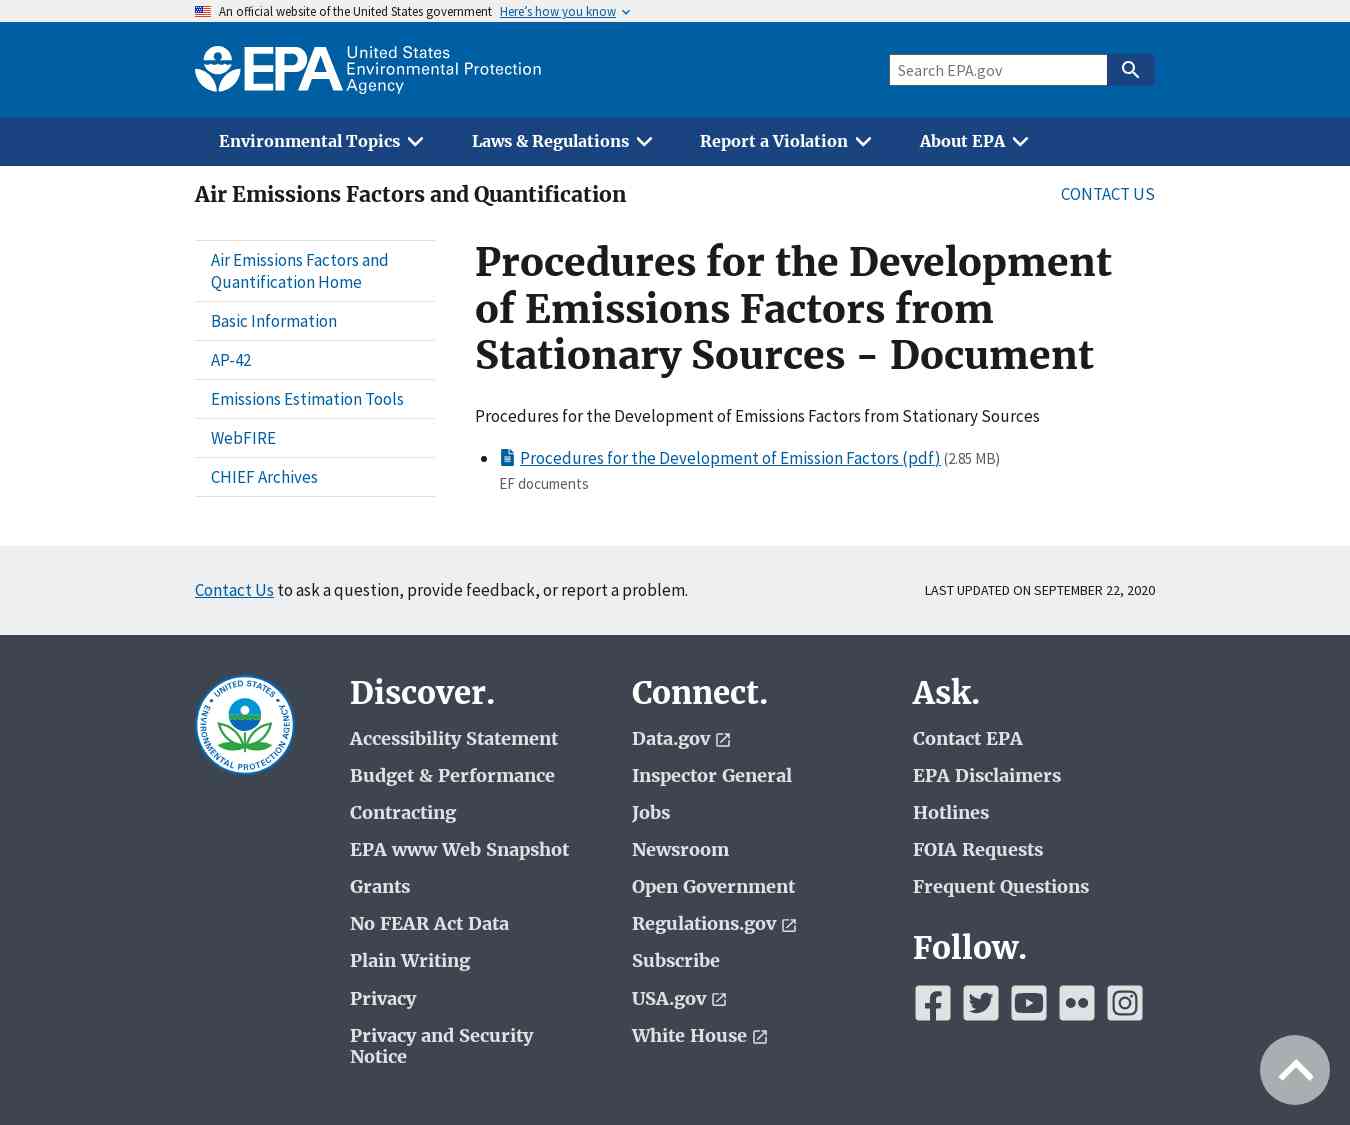 An official website of the United States government Here's how you know
EPA United States
Environmental Protection
Agency
Search EPA.gov
Environmental Topics Laws & Regulations Report a Violation About EPA
Air Emissions Factors and Quantification CONTACT US
Air Emissions Factors and
Quantification Home
Basic Information
AP-42
Emissions Estimation Tools
WebFIRE
CHIEF Archives
Procedures for the Development
of Emissions Factors from
Stationary Sources - Document
Procedures for the Development of Emissions Factors from Stationary Sources
Procedures for the Development of Emission Factors (pdf) (2.85 MB)
EF documents
Contact Us to ask a question, provide feedback, or report a problem. LAST UPDATED ON SEPTEMBER 22, 2020
UNITED STATES
ENVIRONMENTAL PROTECTION AGENCY
Discover.
Accessibility Statement
Budget & Performance
Contracting
EPA www Web Snapshot
Grants
No FEAR Act Data
Plain Writing
Privacy
Privacy and Security
Notice
Connect.
Data.gov
Inspector General
Jobs
Newsroom
Open Government
Regulations.gov
Subscribe
USA.gov
White House
Ask.
Contact EPA
EPA Disclaimers
Hotlines
FOIA Requests
Frequent Questions
Follow.